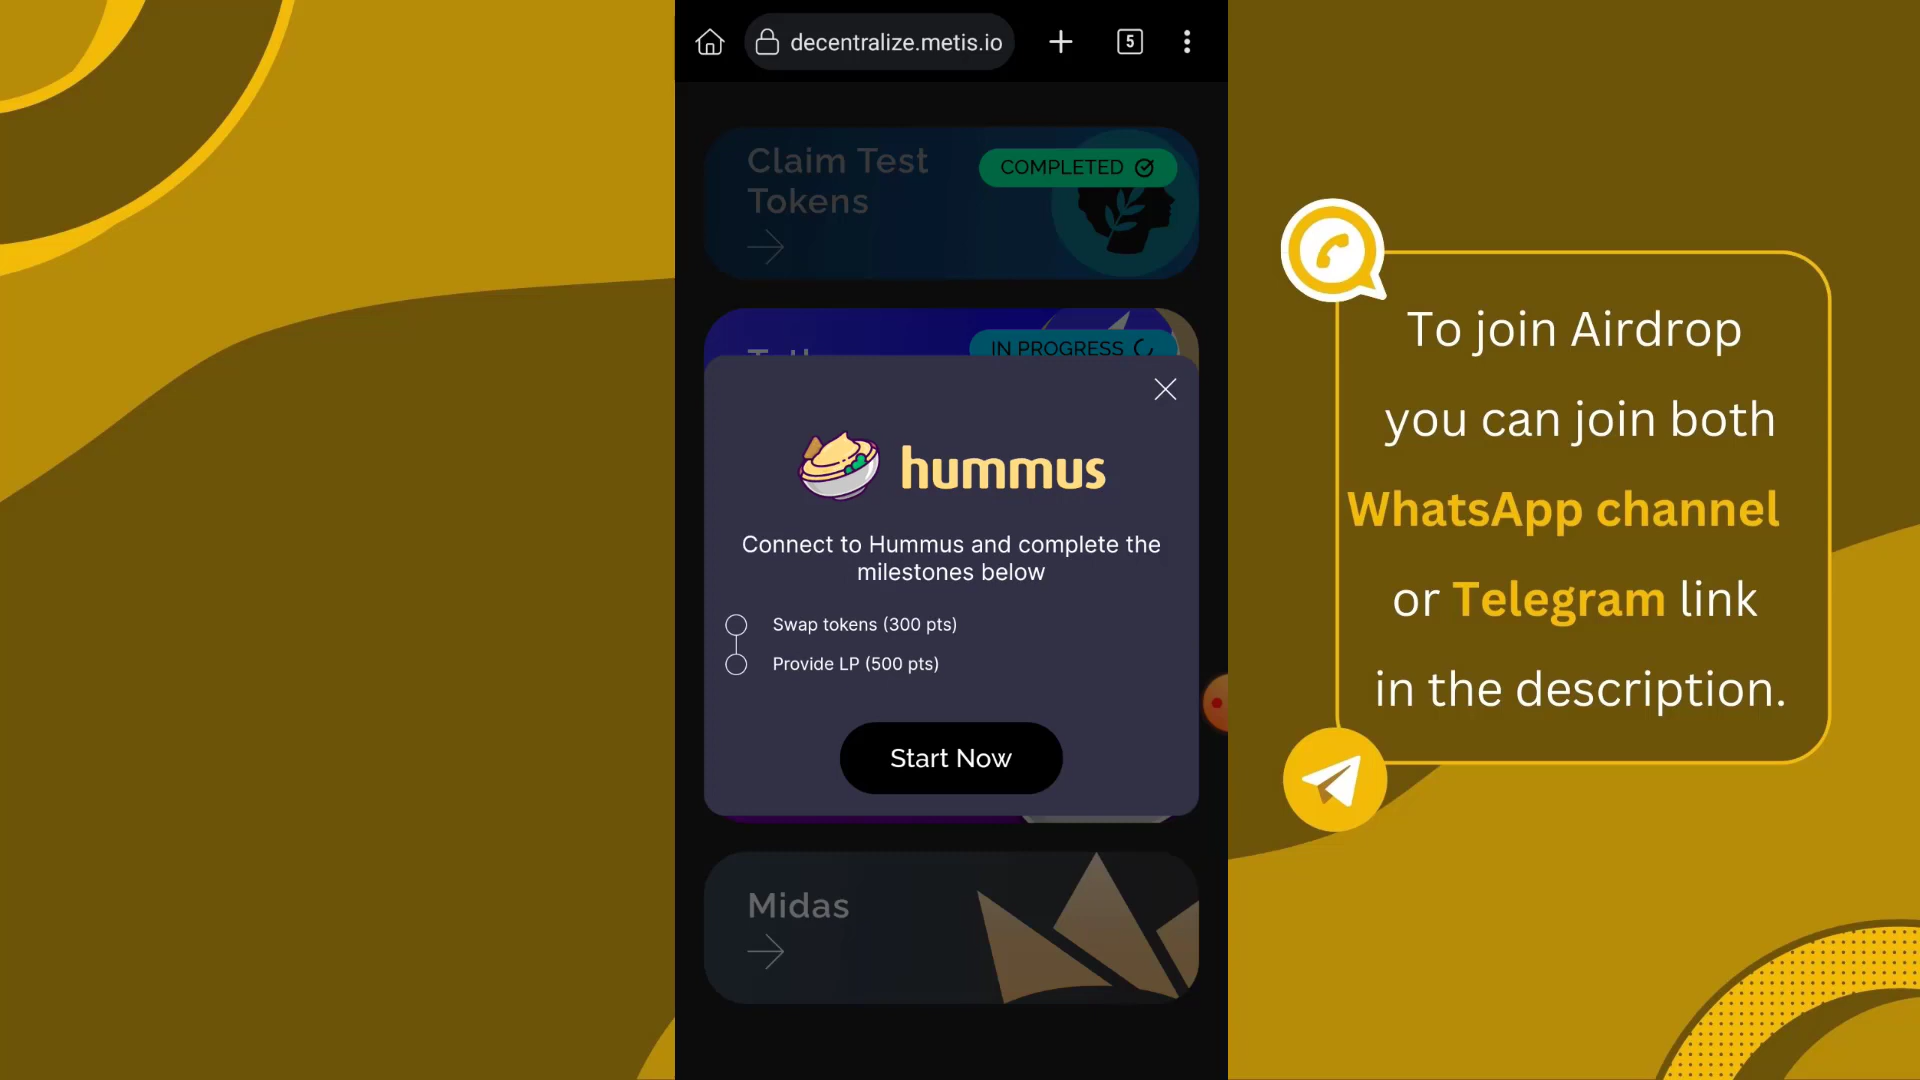 decentralize.metis.io
5
Claim Test
Tokens
COMPLETED
IN PROGRESS
hummus
Connect to Hummus and complete the
milestones below
Swap tokens (300 pts)
Provide LP (500 pts)
Start Now
Midas
To join Airdrop
you can join both
WhatsApp channel
or Telegram link
in the description.